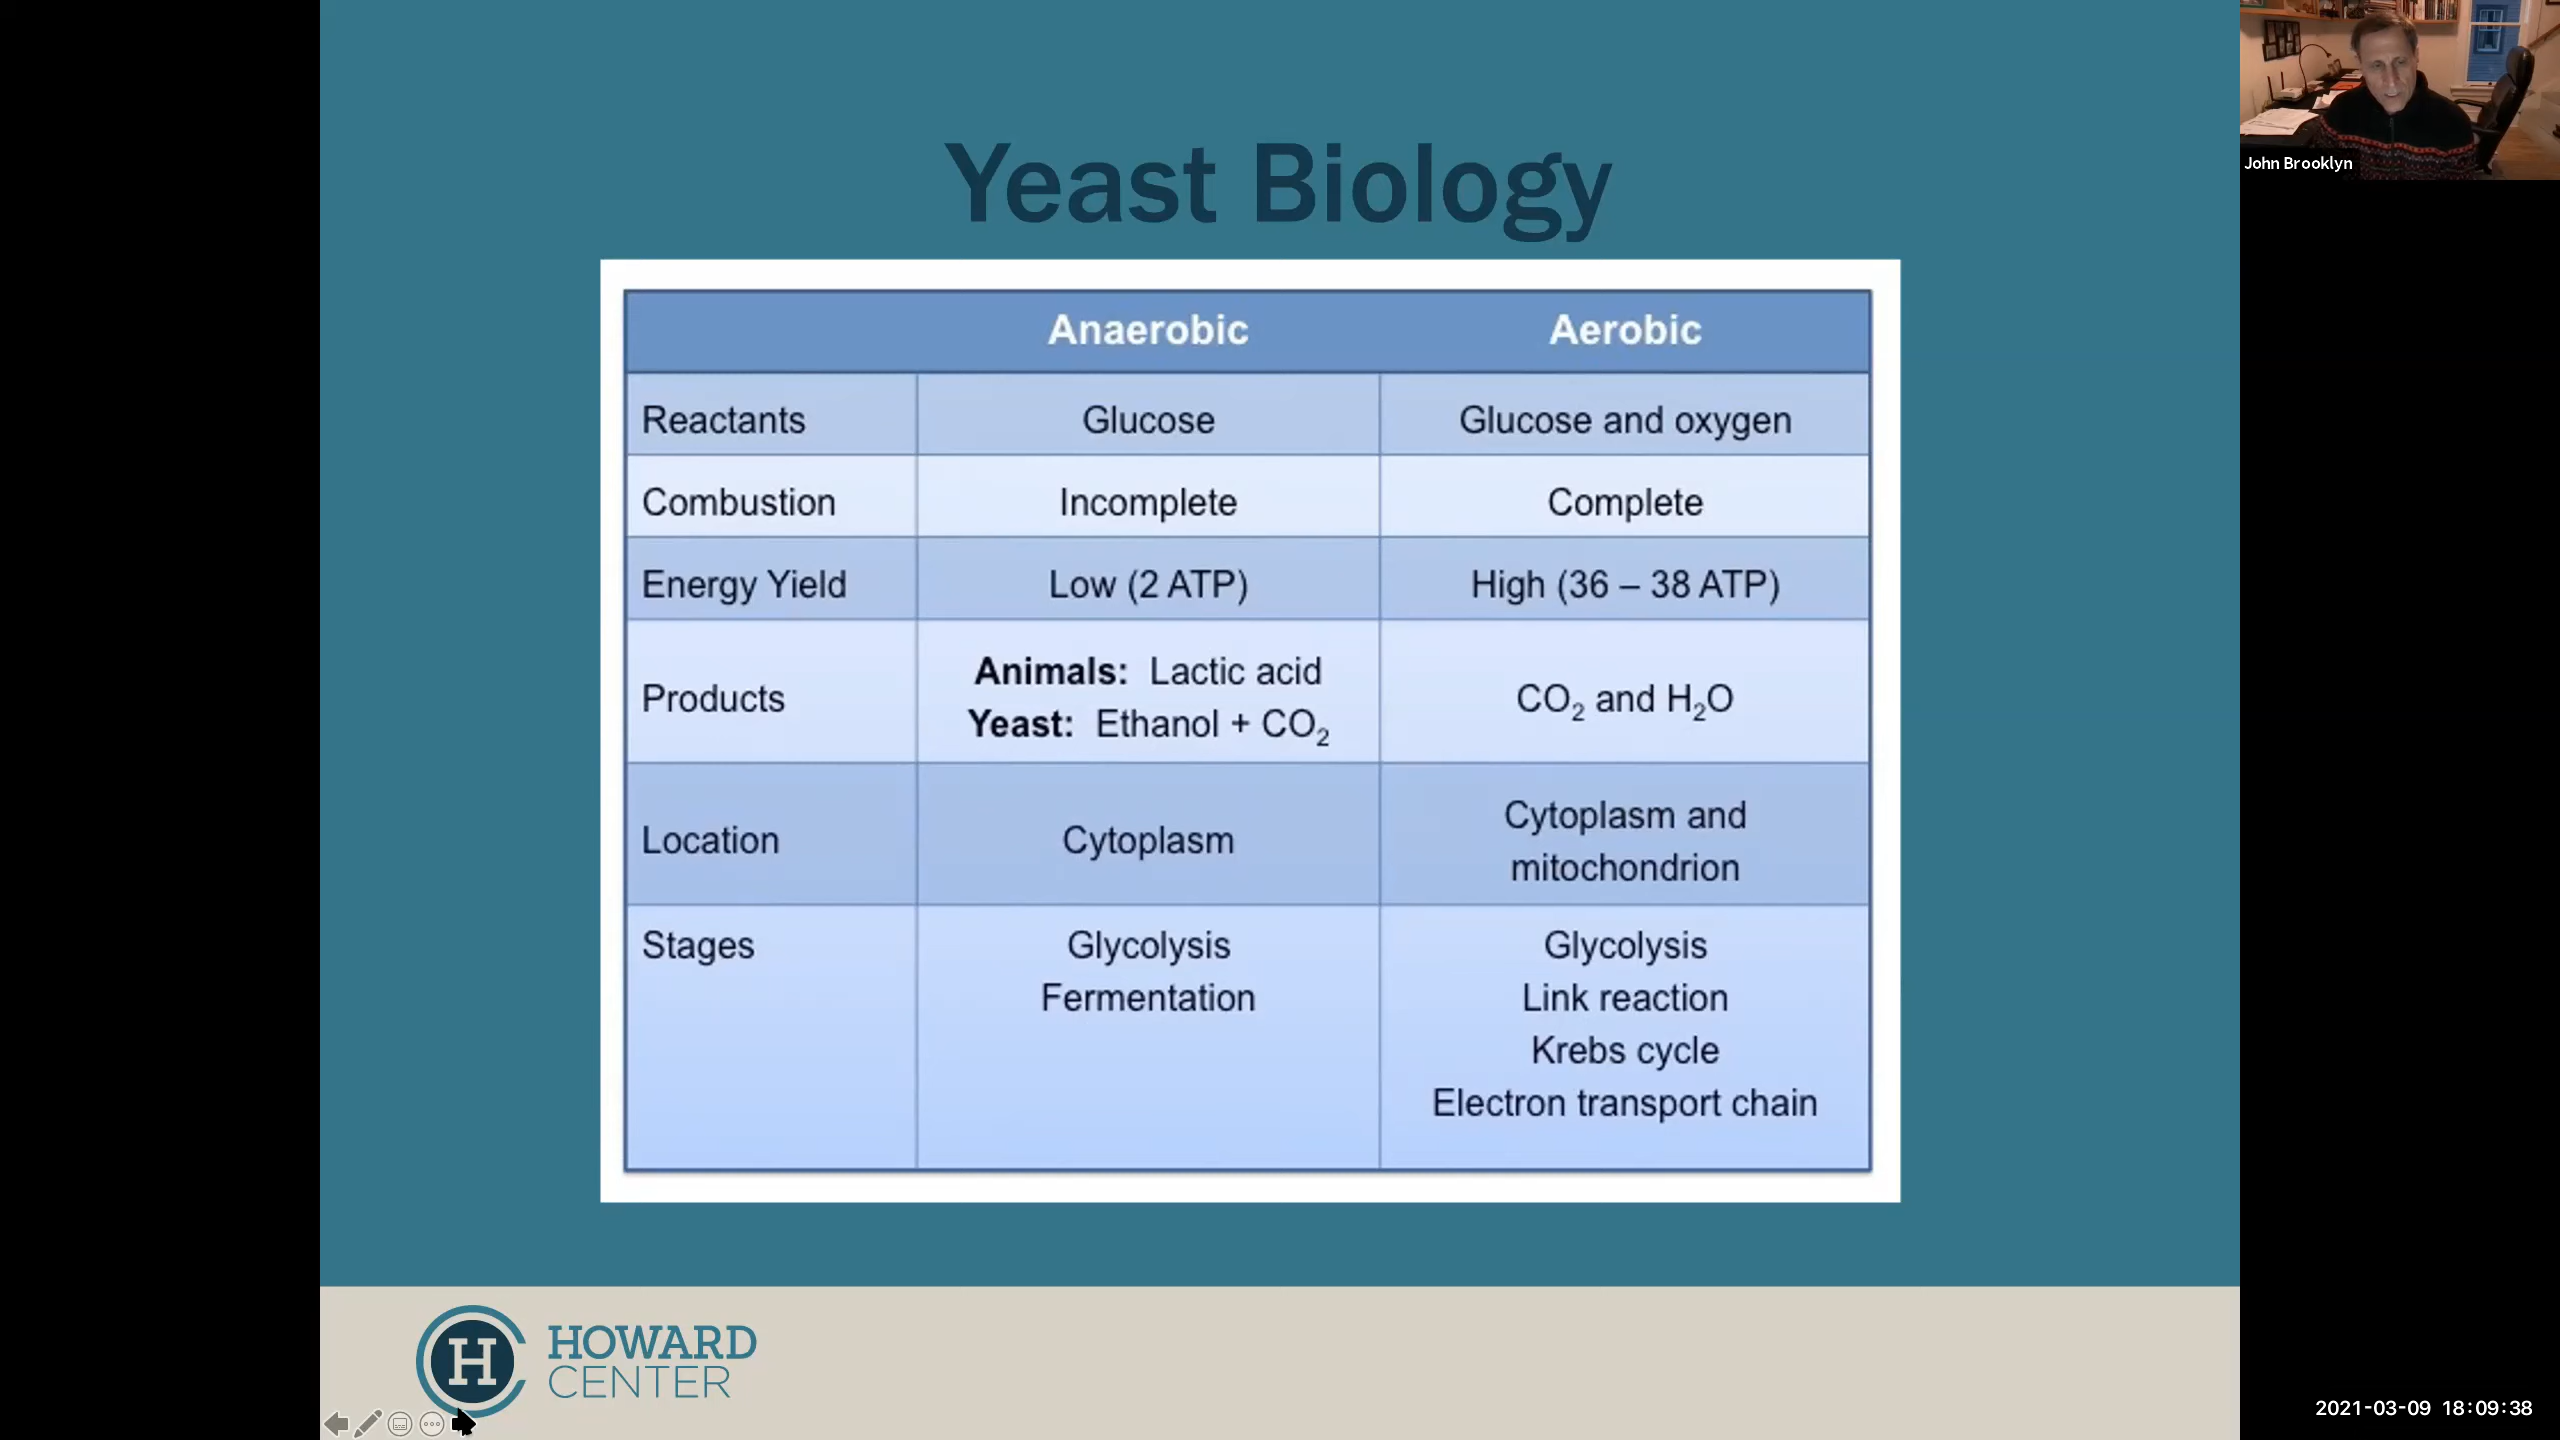 Yeast Biology
John Brooklyn
Anaerobic Aerobic
Reactants Glucose Glucose and oxygen
Combustion Incomplete Complete
Energy Yield Low (2 ATP) High (36 – 38 ATP)
Products Animals: Lactic acid
Yeast: Ethanol + CO₂ CO₂ and H₂O
Location Cytoplasm Cytoplasm and
mitochondrion
Stages Glycolysis Glycolysis
Fermentation Link reaction
Krebs cycle
Electron transport chain
H HOWARD
CENTER
2021-03-09 18:09:38